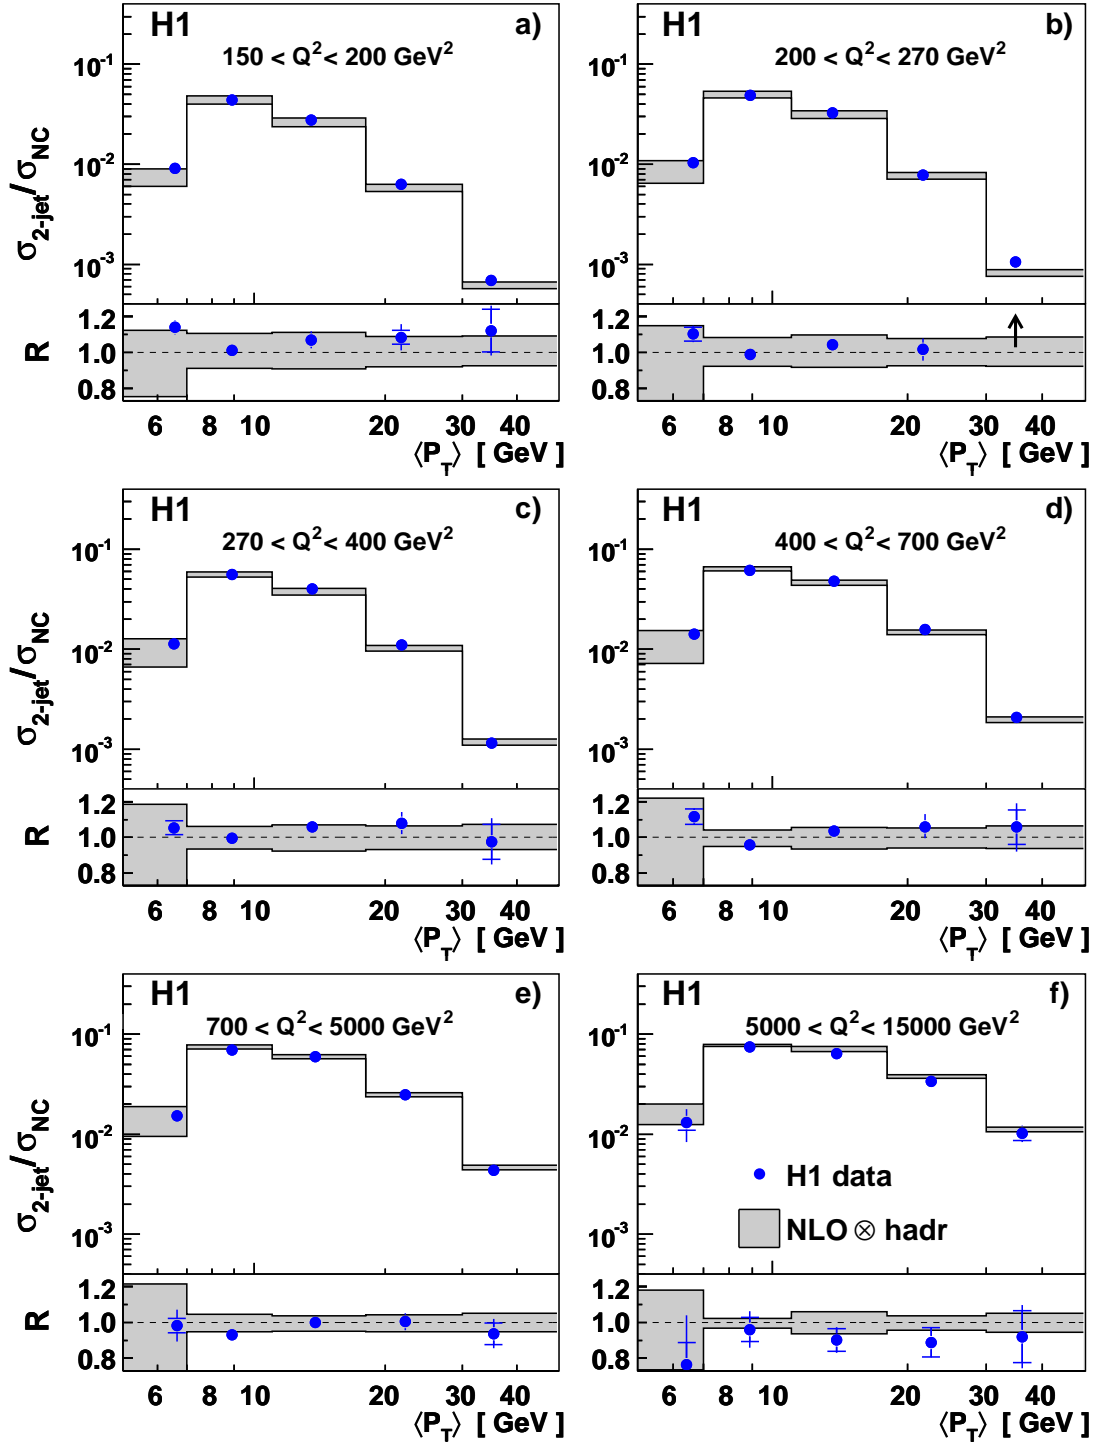 H1 a)
150 < Q² < 200 GeV²
10⁻¹
10⁻²
10⁻³
σ2-jet/σNC
1.2
1.0
0.8
R
6 8 10 20 30 40
⟨P_T⟩ [ GeV ]
H1 b)
200 < Q² < 270 GeV²
10⁻¹
10⁻²
10⁻³
1.2
1.0
0.8
6 8 10 20 30 40
⟨P_T⟩ [ GeV ]
H1 c)
270 < Q² < 400 GeV²
10⁻¹
10⁻²
10⁻³
σ2-jet/σNC
1.2
1.0
0.8
R
6 8 10 20 30 40
⟨P_T⟩ [ GeV ]
H1 d)
400 < Q² < 700 GeV²
10⁻¹
10⁻²
10⁻³
1.2
1.0
0.8
6 8 10 20 30 40
⟨P_T⟩ [ GeV ]
H1 e)
700 < Q² < 5000 GeV²
10⁻¹
10⁻²
10⁻³
σ2-jet/σNC
1.2
1.0
0.8
R
6 8 10 20 30 40
⟨P_T⟩ [ GeV ]
H1 f)
5000 < Q² < 15000 GeV²
10⁻¹
10⁻²
10⁻³
H1 data
NLO ⊗ hadr
1.2
1.0
0.8
6 8 10 20 30 40
⟨P_T⟩ [ GeV ]